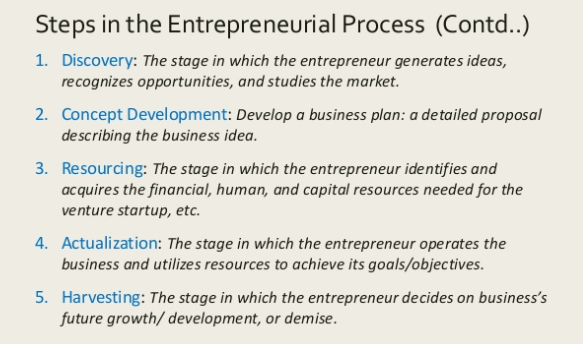 Steps in the Entrepreneurial Process (Contd..)
1. Discovery: The stage in which the entrepreneur generates ideas,
recognizes opportunities, and studies the market.
2. Concept Development: Develop a business plan: a detailed proposal
describing the business idea.
3. Resourcing: The stage in which the entrepreneur identifies and
acquires the financial, human, and capital resources needed for the
venture startup, etc.
4. Actualization: The stage in which the entrepreneur operates the
business and utilizes resources to achieve its goals/objectives.
5. Harvesting: The stage in which the entrepreneur decides on business's
future growth/ development, or demise.